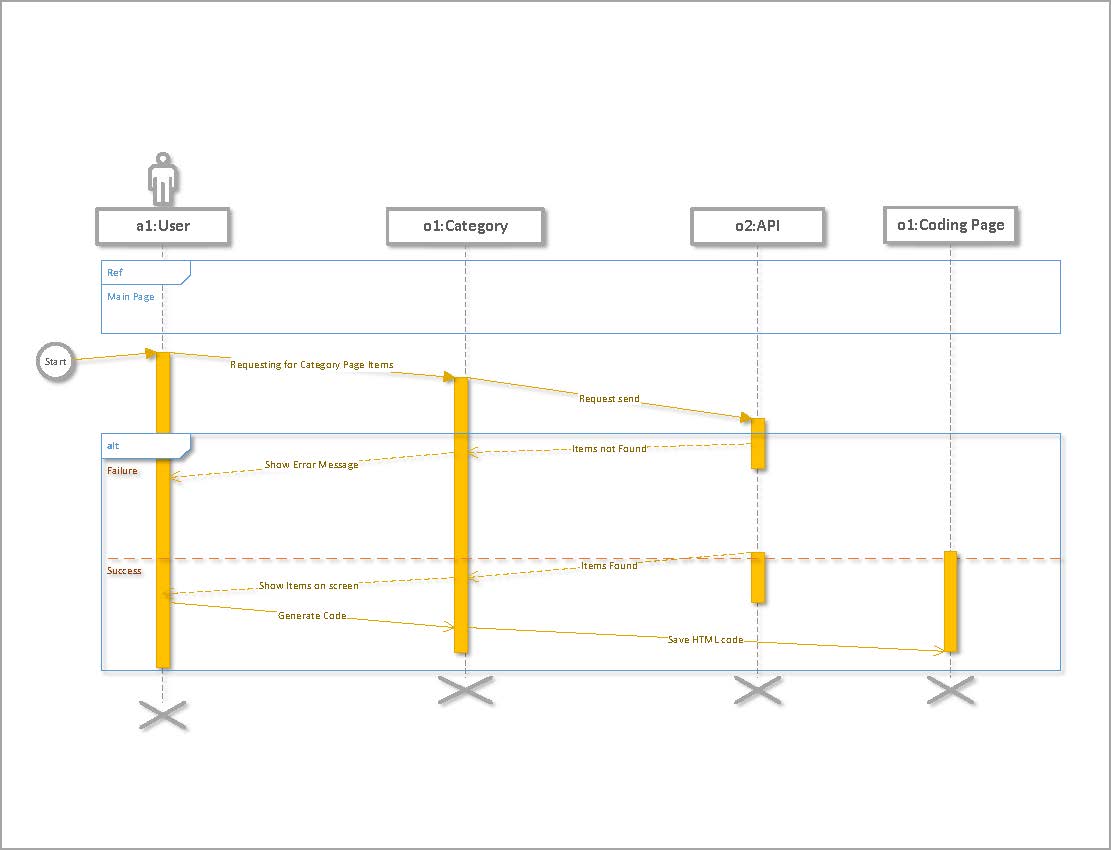 a1:User
o1:Category
o2:API
o1:Coding Page
Ref
Main Page
Start
Requesting for Category Page Items
Request send
alt
Items not Found
Show Error Message
Failure
Items Found
Success
Show Items on screen
Generate Code
Save HTML code